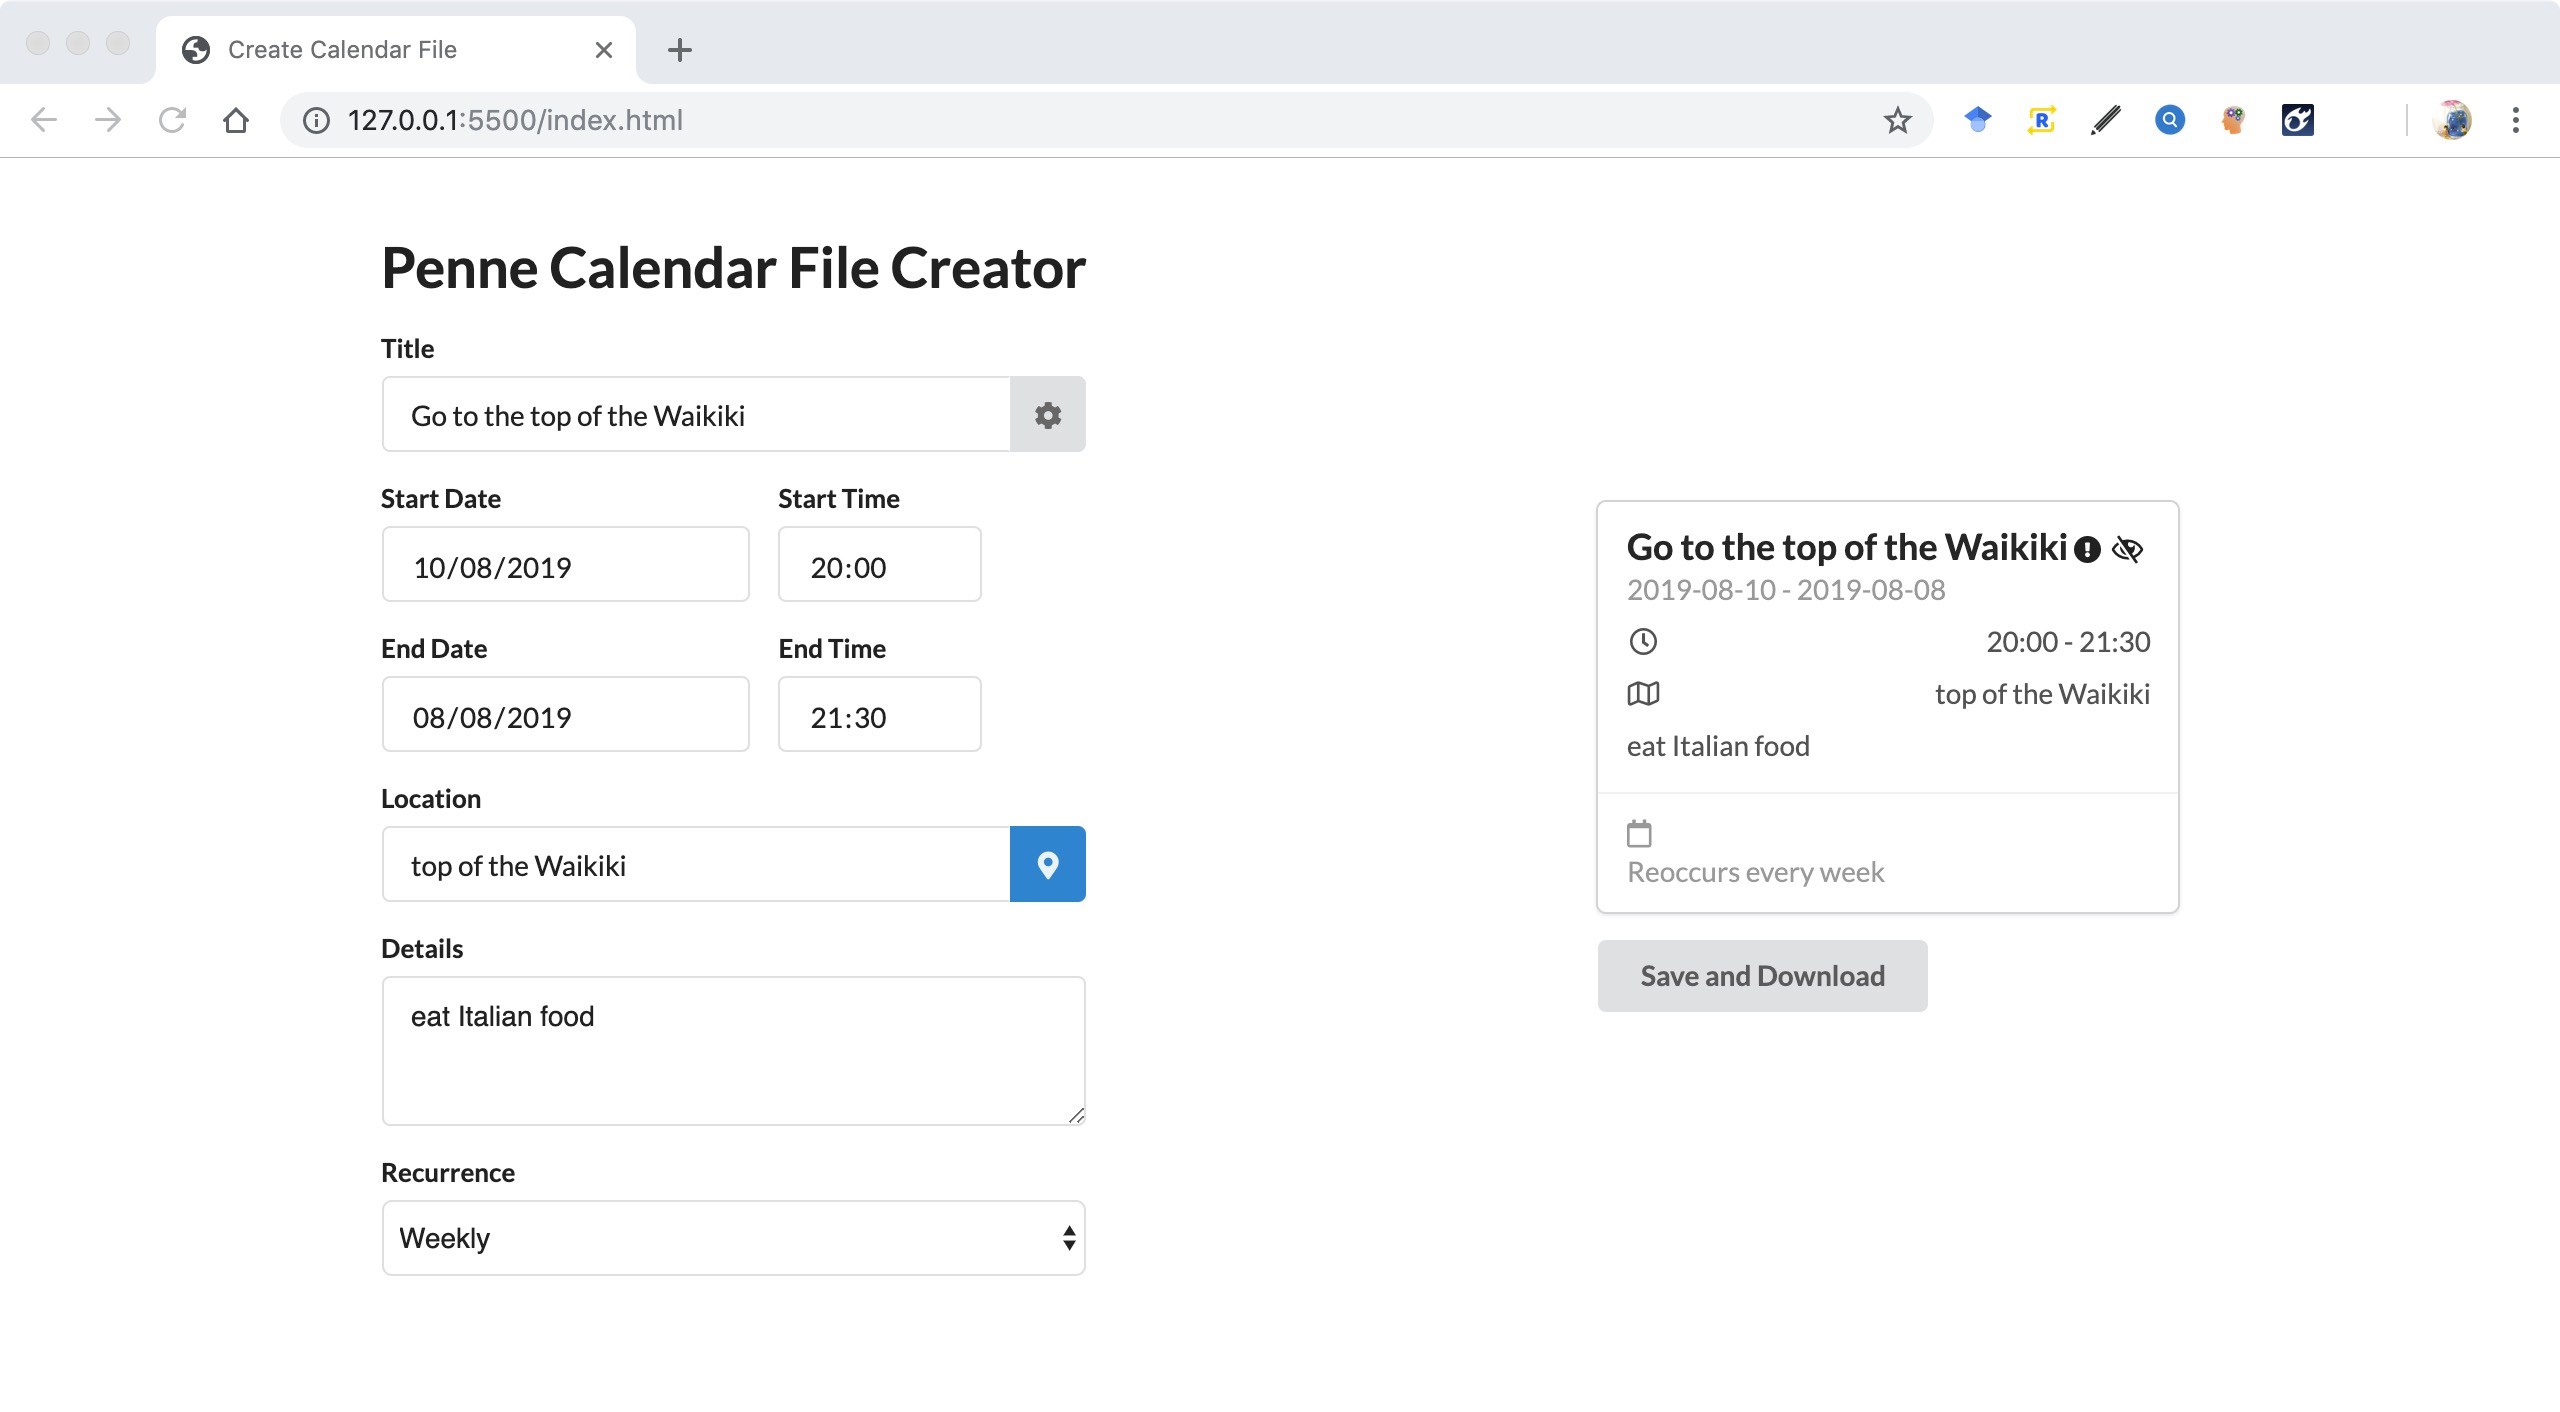 Create Calendar File
127.0.0.1:5500/index.html
R
Penne Calendar File Creator
Title
Go to the top of the Waikiki
Start Date Start Time
10/08/2019 20:00
End Date End Time
08/08/2019 21:30
Location
top of the Waikiki
Details
eat Italian food
Recurrence
Weekly
Go to the top of the Waikiki
2019-08-10 - 2019-08-08
20:00 - 21:30
top of the Waikiki
eat Italian food
Reoccurs every week
Save and Download